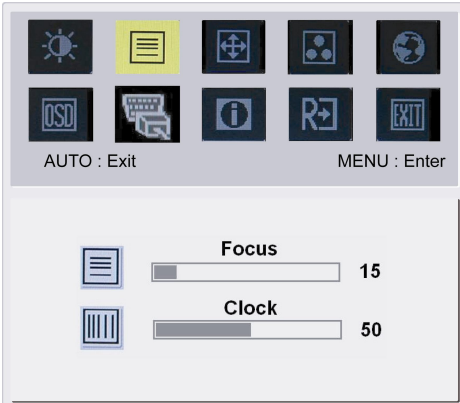 OSD
i
R
EXIT
AUTO : Exit MENU : Enter
Focus
15
Clock
50